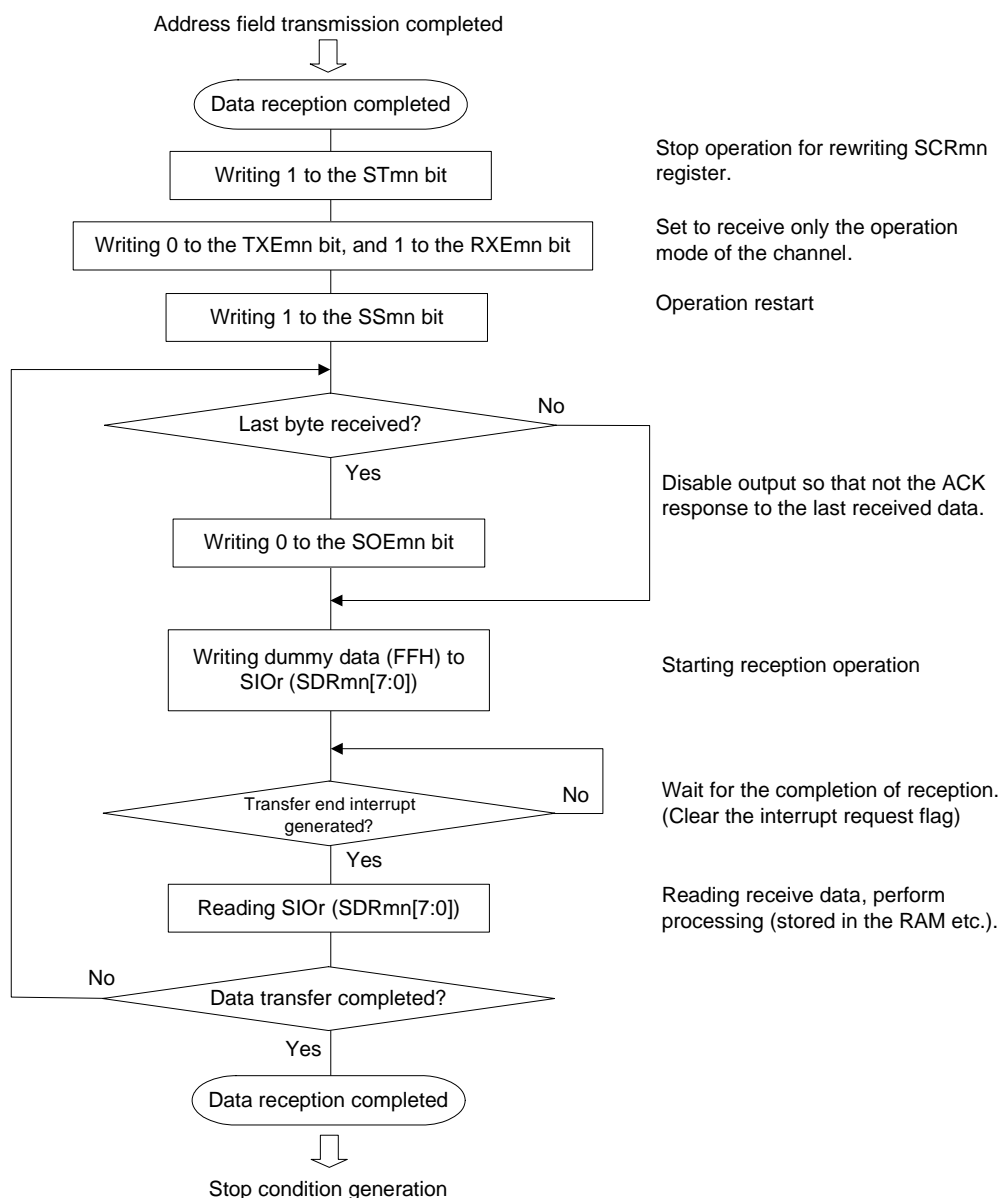 Address field transmission completed
Data reception completed
Writing 1 to the STmn bit
Stop operation for rewriting SCRmn
register.
Writing 0 to the TXEmn bit, and 1 to the RXEmn bit
Set to receive only the operation
mode of the channel.
Writing 1 to the SSmn bit
Operation restart
Last byte received?
No
Yes
Disable output so that not the ACK
response to the last received data.
Writing 0 to the SOEmn bit
Writing dummy data (FFH) to
SIOr (SDRmn[7:0])
Starting reception operation
Transfer end interrupt
generated?
No
Wait for the completion of reception.
(Clear the interrupt request flag)
Yes
Reading SIOr (SDRmn[7:0])
Reading receive data, perform
processing (stored in the RAM etc.).
No
Data transfer completed?
Yes
Data reception completed
Stop condition generation